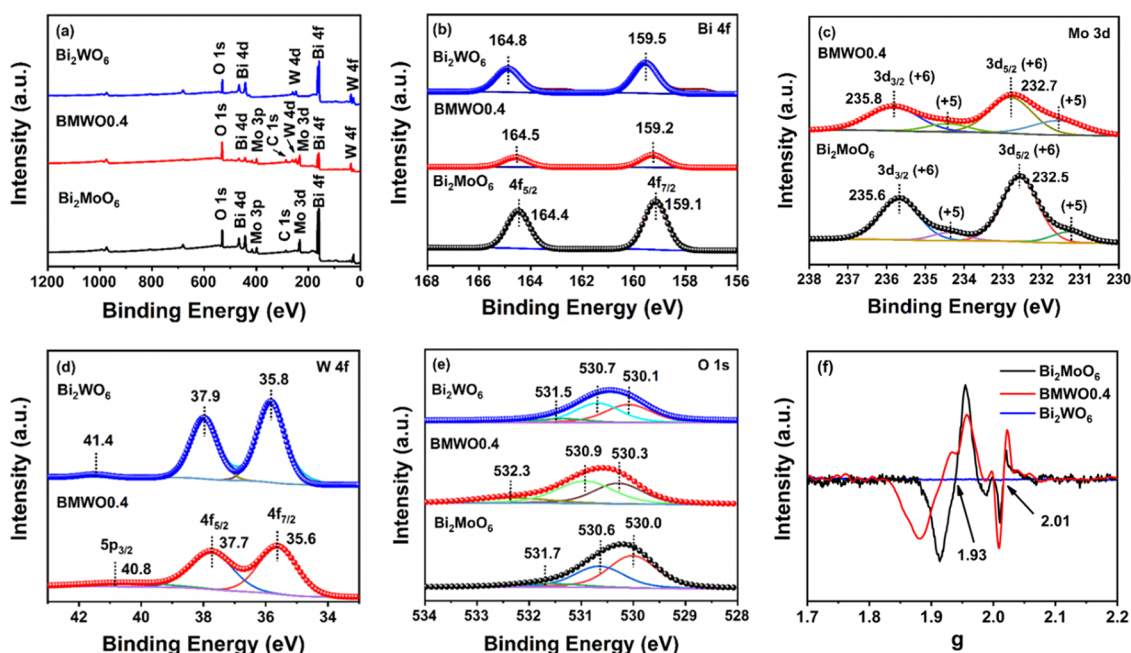 (a)
Bi₂WO₆
O 1s
Bi 4d
W 4d
Bi 4f
W 4f
BMWO0.4
O 1s
Bi 4d
Mo 3p
C 1s
W 4d
Mo 3d
Bi 4f
W 4f
Bi₂MoO₆
O 1s
Bi 4d
Mo 3p
C 1s
Mo 3d
Bi 4f
Intensity (a.u.)
1200 1000 800 600 400 200 0
Binding Energy (eV)
(b) Bi 4f
Bi₂WO₆
164.8 159.5
BMWO0.4
164.5 159.2
Bi₂MoO₆
4f5/2 4f7/2
164.4 159.1
Intensity (a.u.)
168 166 164 162 160 158 156
Binding Energy (eV)
(c) Mo 3d
BMWO0.4
3d3/2 (+6) 3d5/2 (+6)
235.8 (+5) 232.7 (+5)
Bi₂MoO₆
3d3/2 (+6) 3d5/2 (+6)
235.6 (+5) 232.5 (+5)
Intensity (a.u.)
238 237 236 235 234 233 232 231 230
Binding Energy (eV)
(d) W 4f
Bi₂WO₆
41.4 37.9 35.8
BMWO0.4
5p3/2 4f5/2 4f7/2
40.8 37.7 35.6
Intensity (a.u.)
42 40 38 36 34
Binding Energy (eV)
(e) O 1s
Bi₂WO₆
531.5 530.7 530.1
BMWO0.4
532.3 530.9 530.3
Bi₂MoO₆
531.7 530.6 530.0
Intensity (a.u.)
534 533 532 531 530 529 528
Binding Energy (eV)
(f)
Bi₂MoO₆
BMWO0.4
Bi₂WO₆
1.93
2.01
Intensity (a.u.)
1.7 1.8 1.9 2.0 2.1 2.2
g